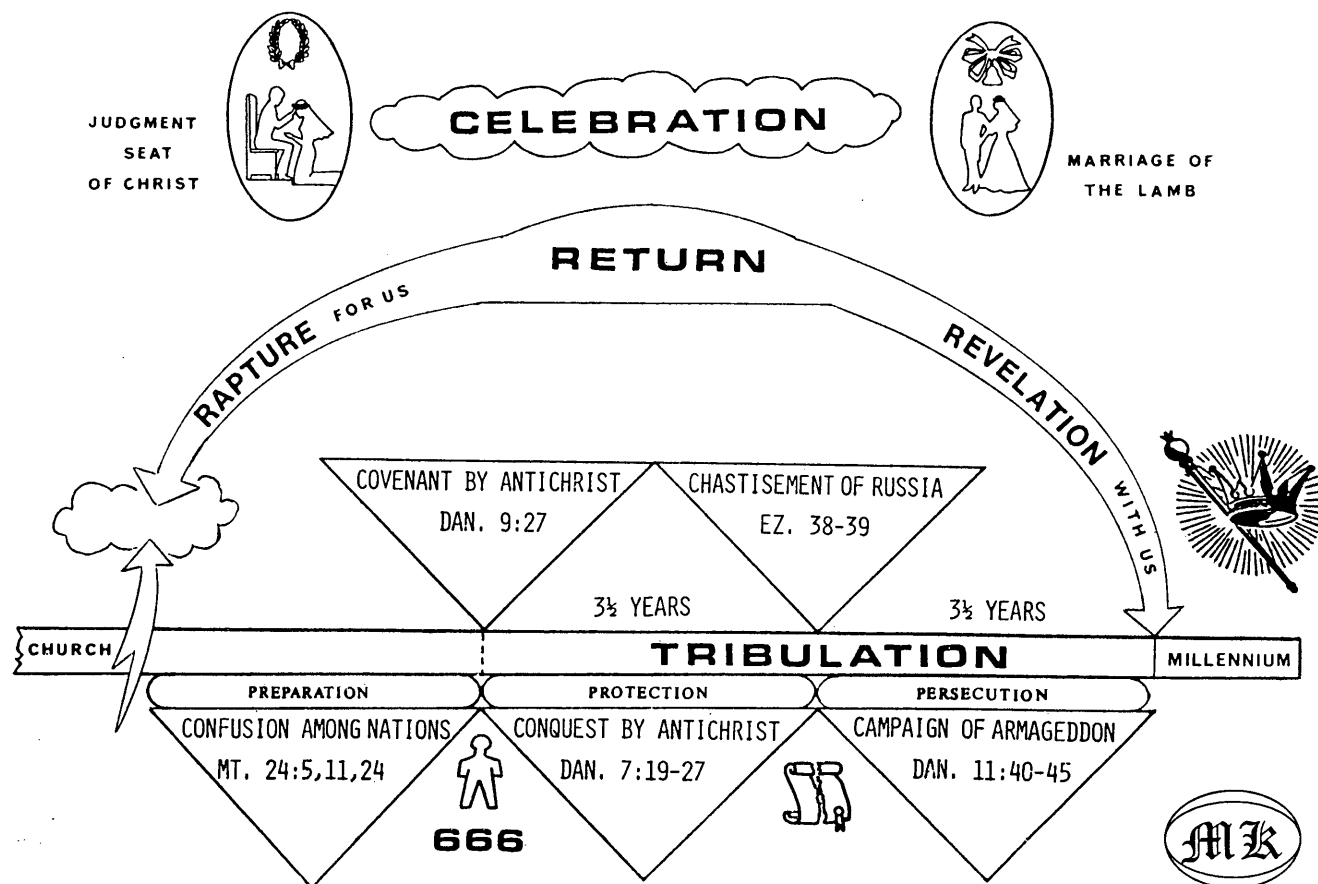 JUDGMENT
SEAT
OF CHRIST
CELEBRATION
MARRIAGE OF
THE LAMB
RETURN
RAPTURE FOR US
REVELATION WITH US
COVENANT BY ANTICHRIST
DAN. 9:27
CHASTISEMENT OF RUSSIA
EZ. 38-39
3½ YEARS
3½ YEARS
CHURCH
TRIBULATION
MILLENNIUM
PREPARATION
PROTECTION
PERSECUTION
CONFUSION AMONG NATIONS
MT. 24:5,11,24
CONQUEST BY ANTICHRIST
DAN. 7:19-27
CAMPAIGN OF ARMAGEDDON
DAN. 11:40-45
666
MK